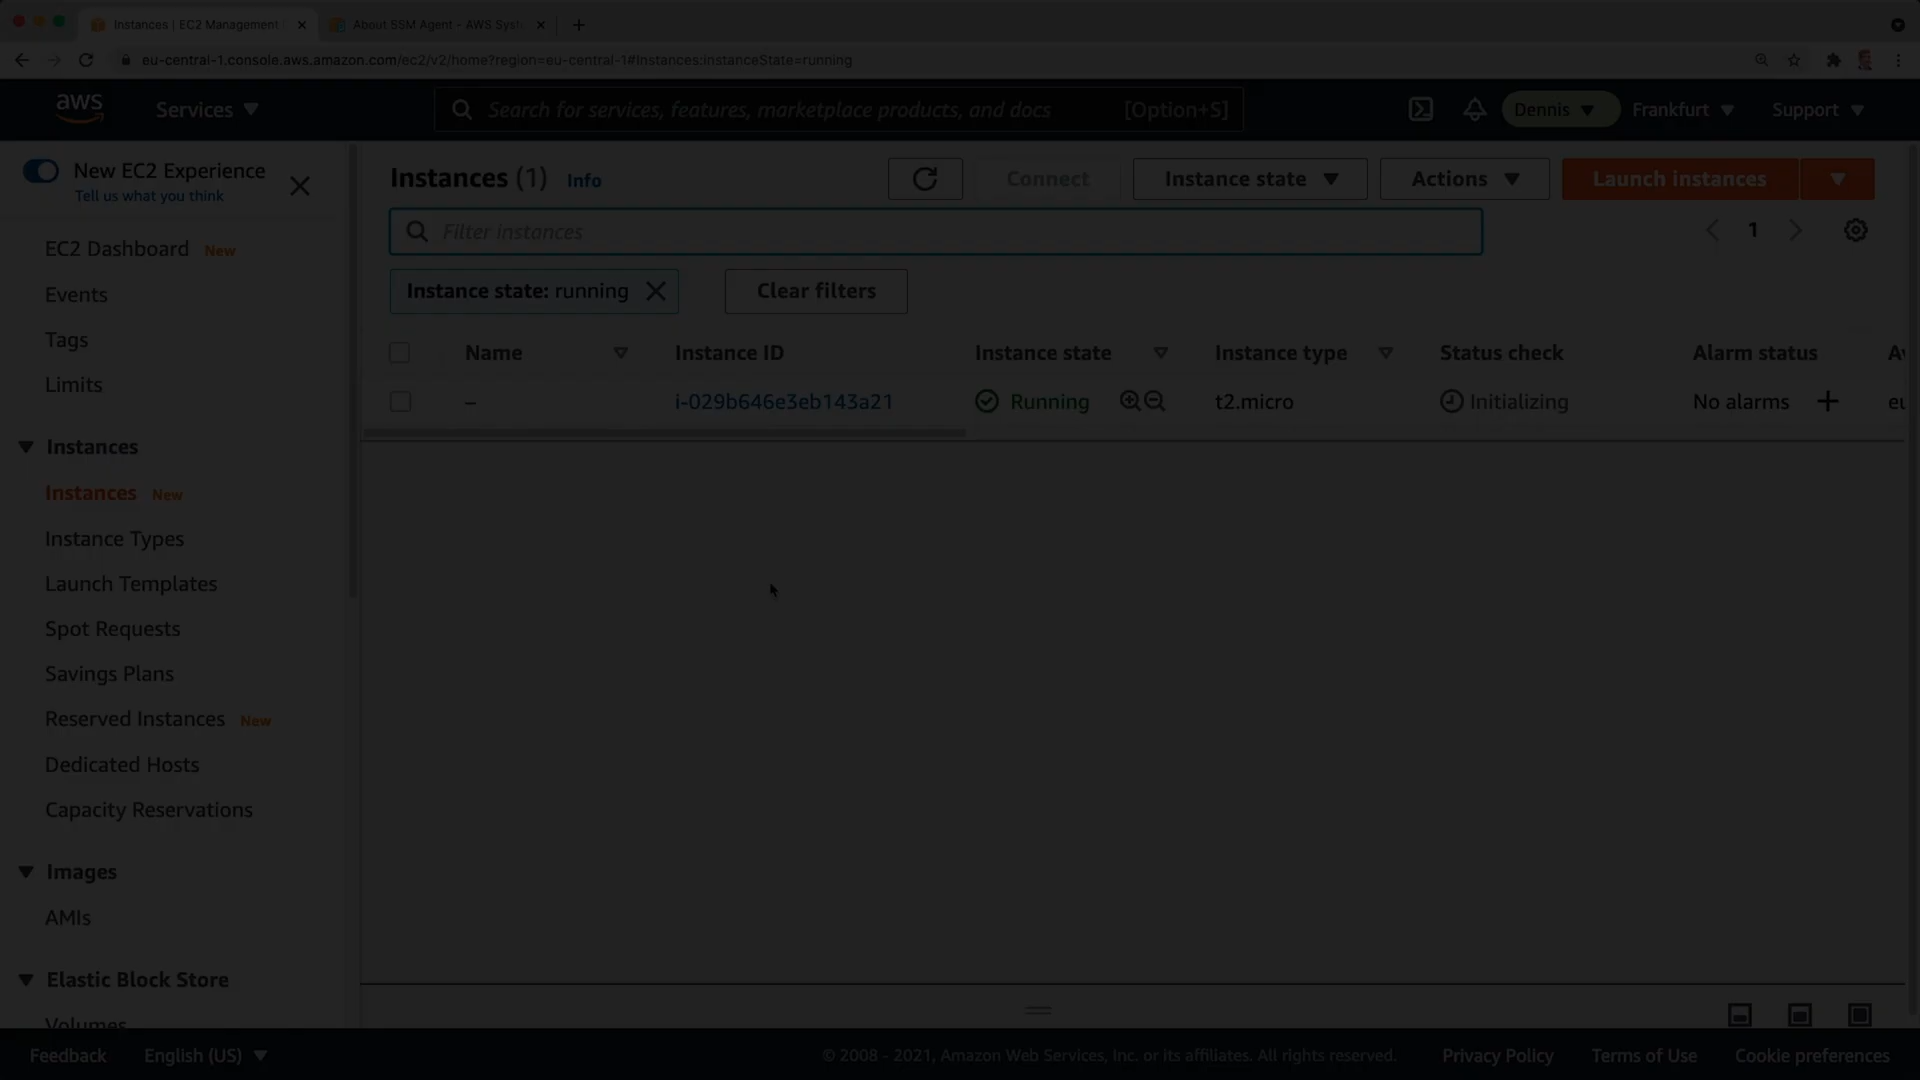 Instances | EC2 Management
About SSM Agent - AWS Syst
eu-central-1.console.aws.amazon.com/ec2/v2/home?region=eu-central-1#Instances:instanceState=running
aws
Services
Search for services, features, marketplace products, and docs
[Option+S]
Dennis
Frankfurt
Support
New EC2 Experience
Tell us what you think
EC2 Dashboard New
Events
Tags
Limits
Instances
Instances New
Instance Types
Launch Templates
Spot Requests
Savings Plans
Reserved Instances New
Dedicated Hosts
Capacity Reservations
Images
AMIs
Elastic Block Store
Volumes
Instances (1) Info
Connect
Instance state
Actions
Launch instances
Filter instances
1
Instance state: running
Clear filters
Name Instance ID Instance state Instance type Status check Alarm status Av
– i-029b646e3eb143a21 Running t2.micro Initializing No alarms eu
Feedback English (US) © 2008 - 2021, Amazon Web Services, Inc. or its affiliates. All rights reserved. Privacy Policy Terms of Use Cookie preferences